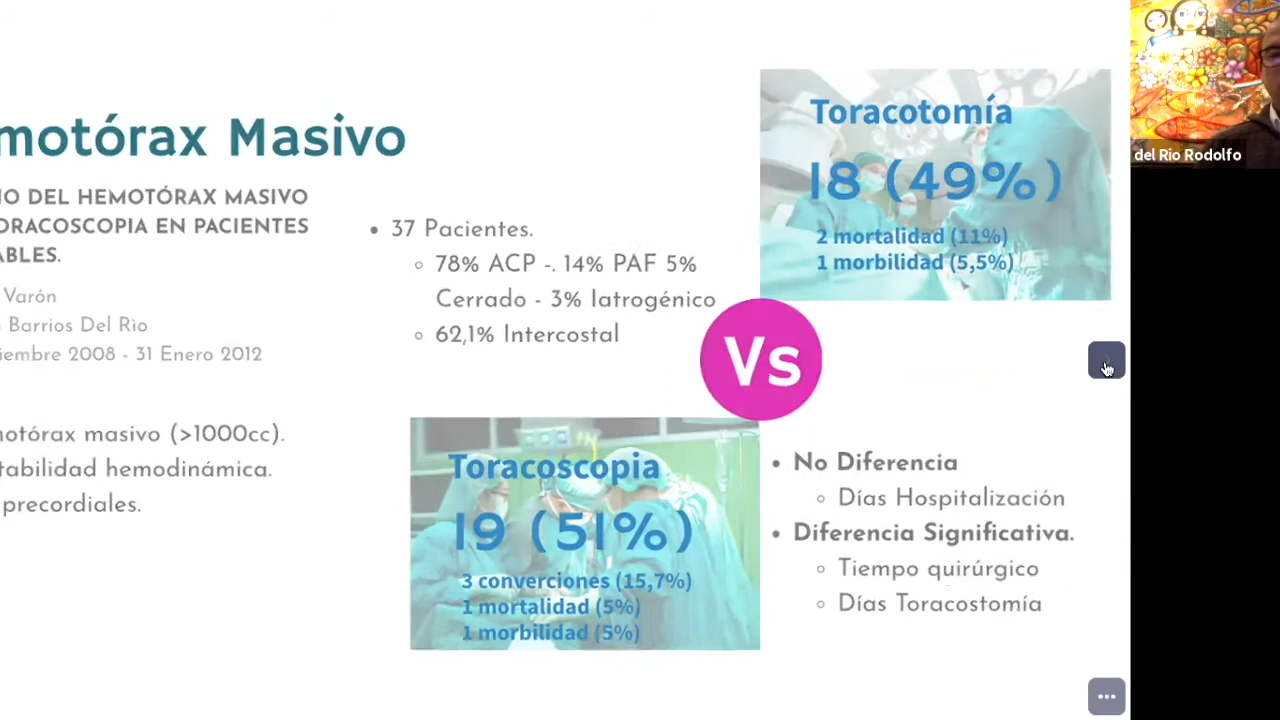 motórax Masivo
IO DEL HEMOTÓRAX MASIVO
ORACOSCOPIA EN PACIENTES
ABLES.
Varón
Barrios Del Rio
iembre 2008 - 31 Enero 2012
otórax masivo (>1000cc).
tabilidad hemodinámica.
precordiales.
• 37 Pacientes.
◦ 78% ACP -. 14% PAF 5%
Cerrado - 3% Iatrogénico
◦ 62,1% Intercostal
Toracotomía
18 (49%)
2 mortalidad (11%)
1 morbilidad (5,5%)
Vs
Toracoscopia
19 (51%)
3 converciones (15,7%)
1 mortalidad (5%)
1 morbilidad (5%)
• No Diferencia
◦ Días Hospitalización
• Diferencia Significativa.
◦ Tiempo quirúrgico
◦ Días Toracostomía
del Rio Rodolfo